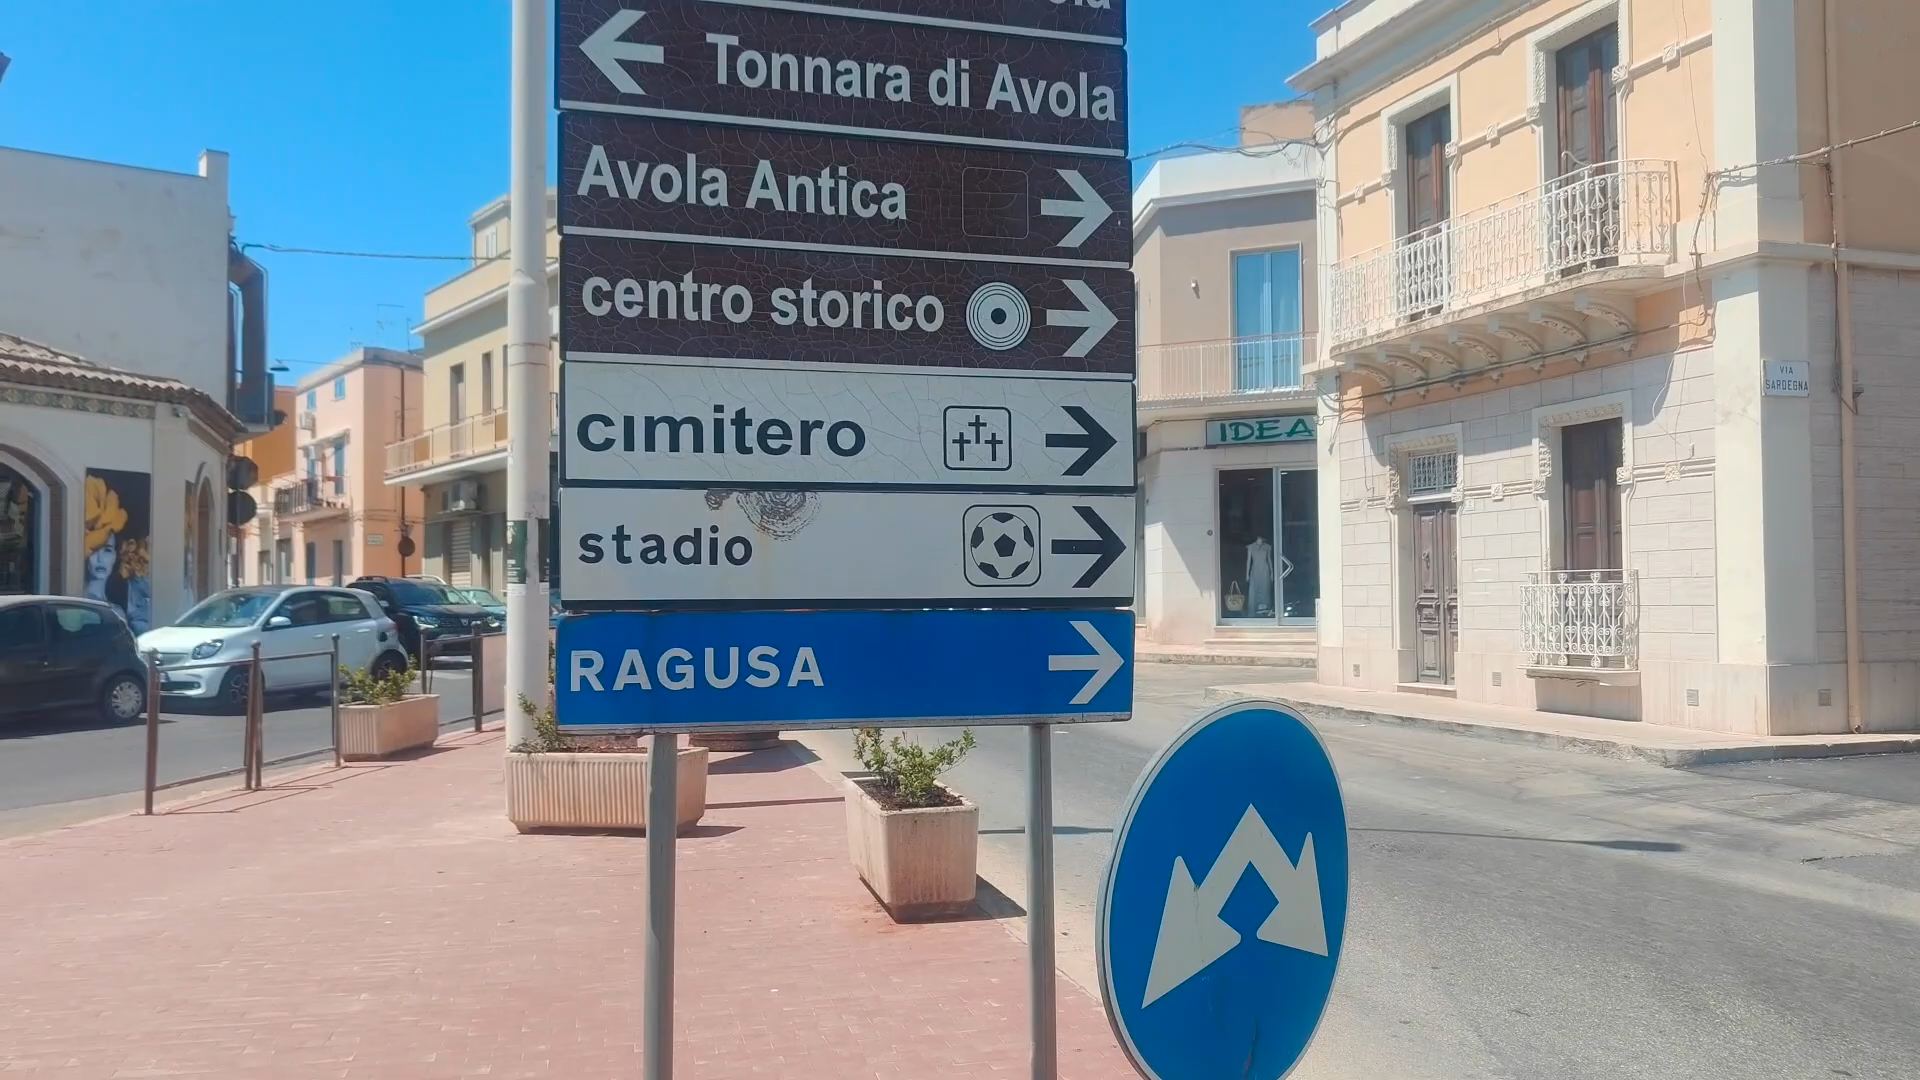 Tonnara di Avola
Avola Antica
centro storico
cimitero
stadio
RAGUSA
IDEA
VIA
SARDEGNA